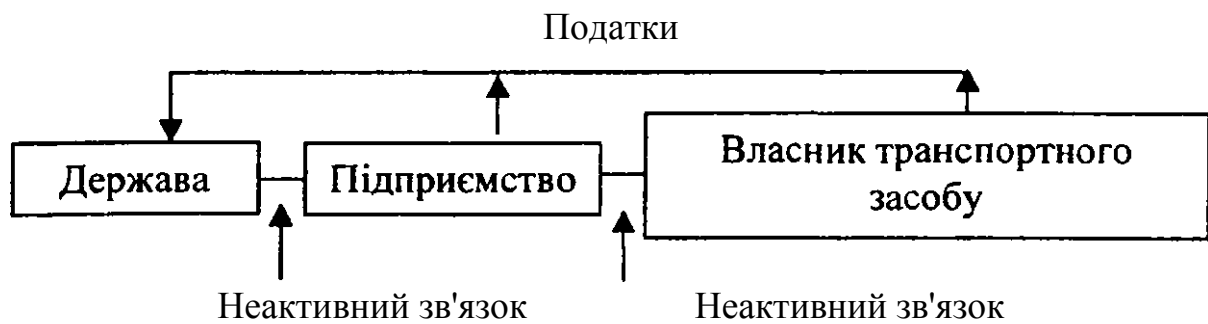 Податки
Держава
Підприємство
Власник транспортного
засобу
Неактивний зв'язок
Неактивний зв'язок